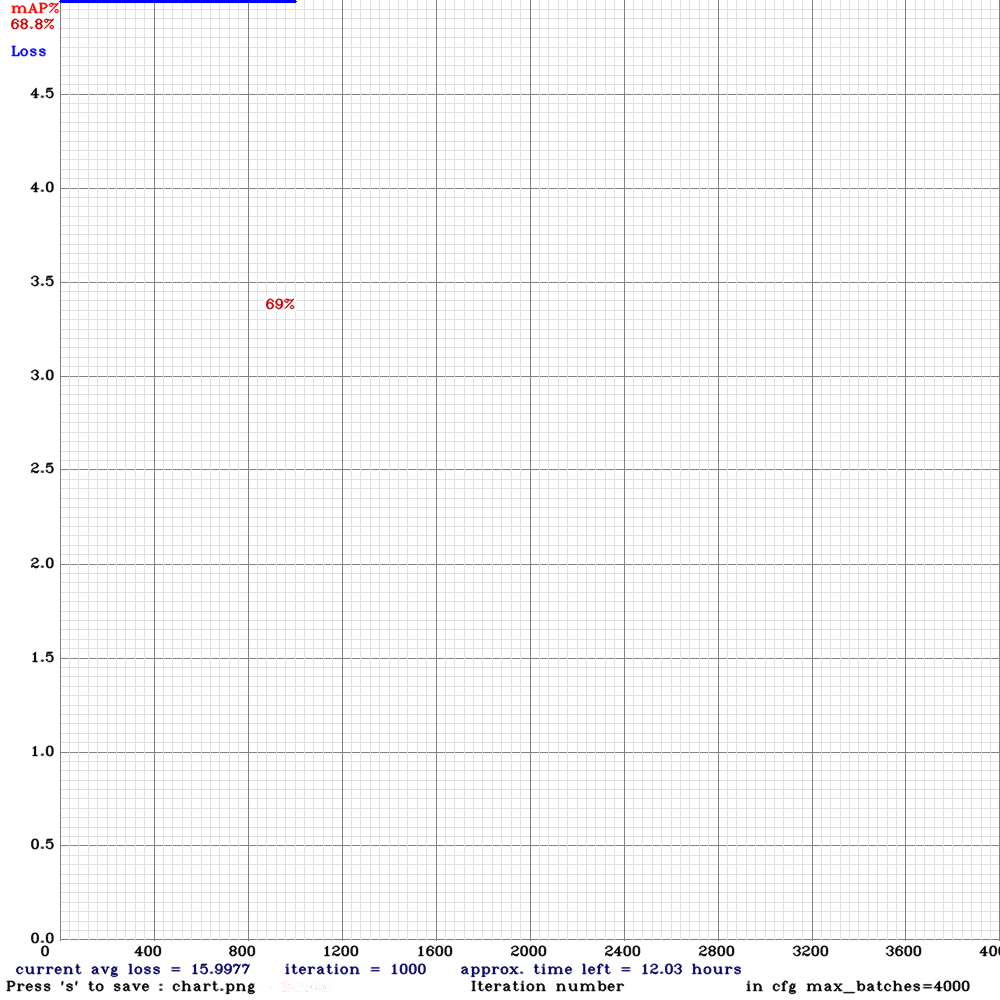 mAP%
68.8%
Loss
4.5
4.0
3.5
69%
3.0
2.5
2.0
1.5
1.0
0.5
0.0
0 400 800 1200 1600 2000 2400 2800 3200 3600 400
current avg loss = 15.9977 iteration = 1000 approx. time left = 12.03 hours
Press 's' to save : chart.png Iteration number in cfg max_batches=4000